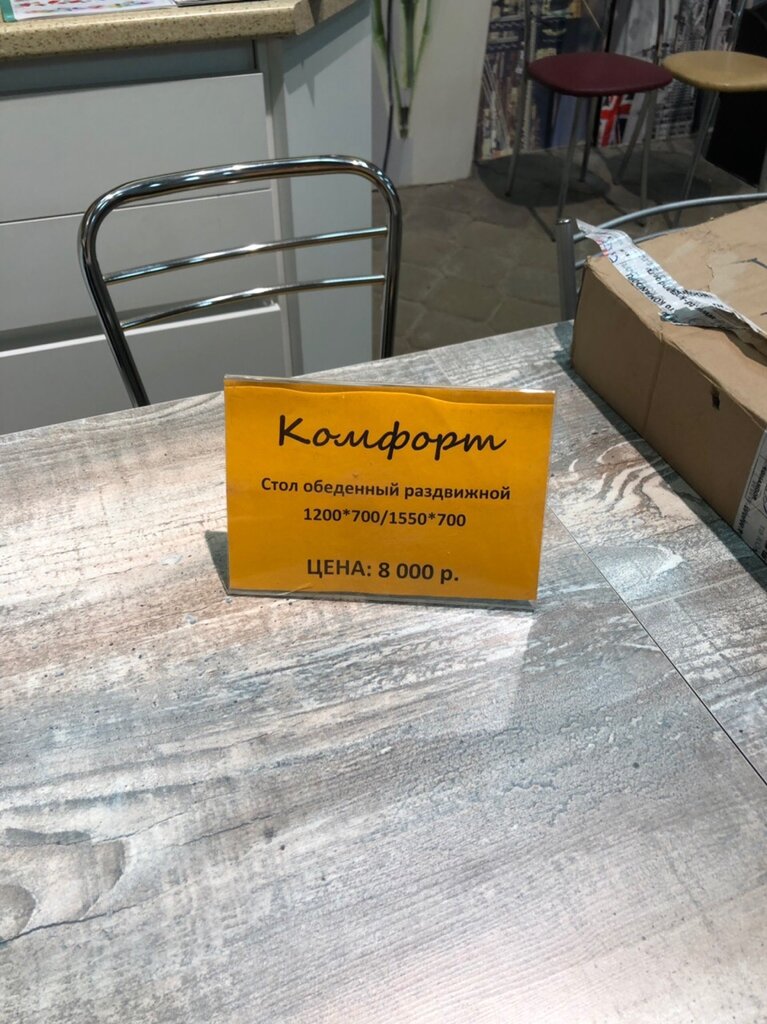 Комфорт
Стол обеденный раздвижной
1200*700/1550*700
ЦЕНА: 8 000 р.